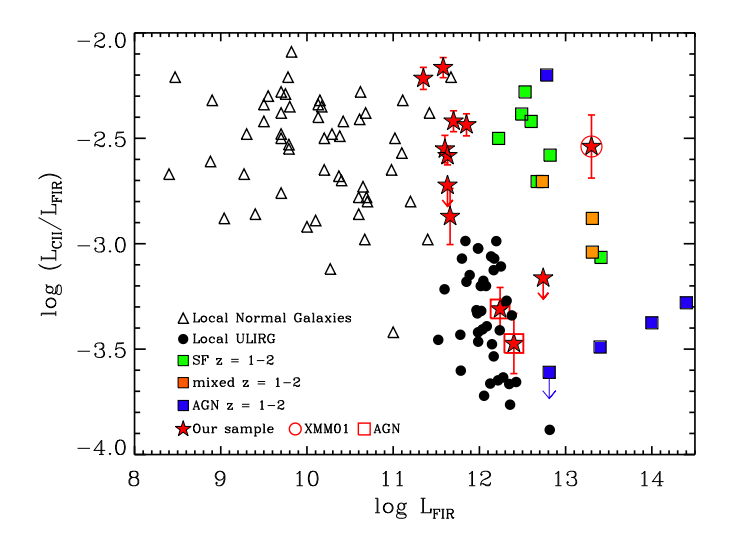 −2.0
−2.5
−3.0
−3.5
−4.0
log (L_CII/L_FIR)
Local Normal Galaxies
Local ULIRG
SF z = 1−2
mixed z = 1−2
AGN z = 1−2
Our sample XMM01 AGN
8 9 10 11 12 13 14
log L_FIR